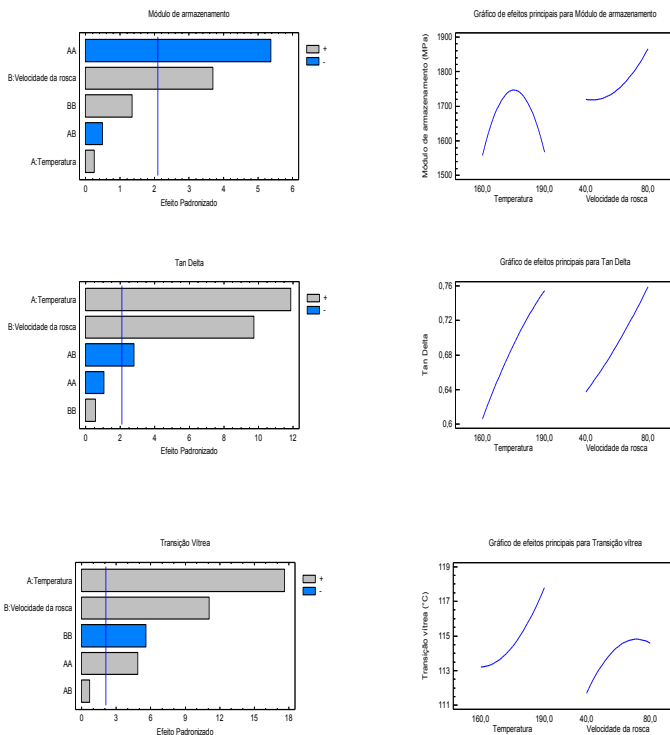 Módulo de armazenamento
AA
B:Velocidade da rosca
BB
AB
A:Temperatura
0 1 2 3 4 5 6
Efeito Padronizado
+
-
Gráfico de efeitos principais para Módulo de armazenamento
Módulo de armazenamento (MPa)
1900
1800
1700
1600
1500
160,0 190,0 40,0 80,0
Temperatura Velocidade da rosca
Tan Delta
A:Temperatura
B:Velocidade da rosca
AB
AA
BB
0 2 4 6 8 10 12
Efeito Padronizado
+
-
Gráfico de efeitos principais para Tan Delta
Tan Delta
0,76
0,72
0,68
0,64
0,6
160,0 190,0 40,0 80,0
Temperatura Velocidade da rosca
Transição Vítrea
A:Temperatura
B:Velocidade da rosca
BB
AA
AB
0 3 6 9 12 15 18
Efeito Padronizado
+
-
Gráfico de efeitos principais para Transição vítrea
Transição vítrea (°C)
119
117
115
113
111
160,0 190,0 40,0 80,0
Temperatura Velocidade da rosca